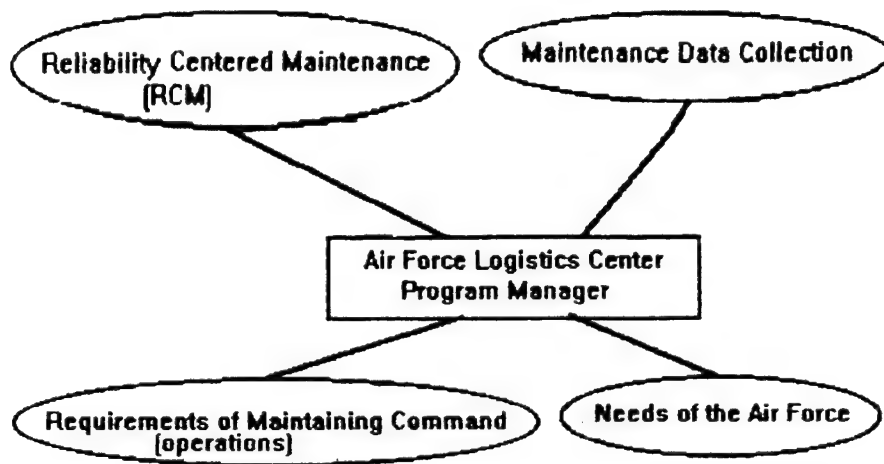 Reliability Centered Maintenance
(RCM)
Maintenance Data Collection
Air Force Logistics Center
Program Manager
Requirements of Maintaining Command
(operations)
Needs of the Air Force